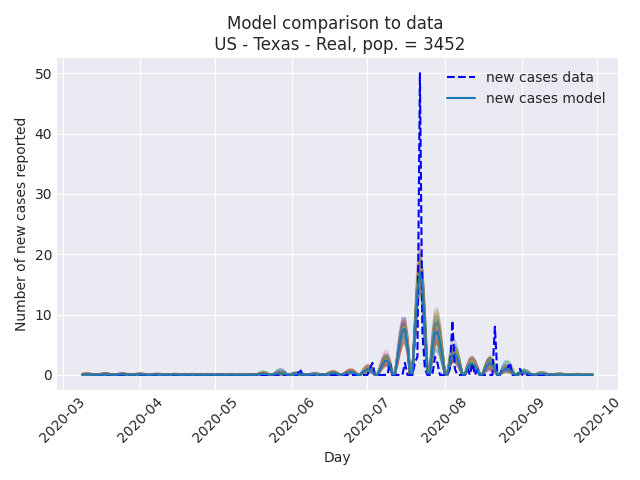 Model comparison to data
US - Texas - Real, pop. = 3452
new cases data
new cases model
Number of new cases reported
50
40
30
20
10
0
2020-03
2020-04
2020-05
2020-06
2020-07
2020-08
2020-09
2020-10
Day